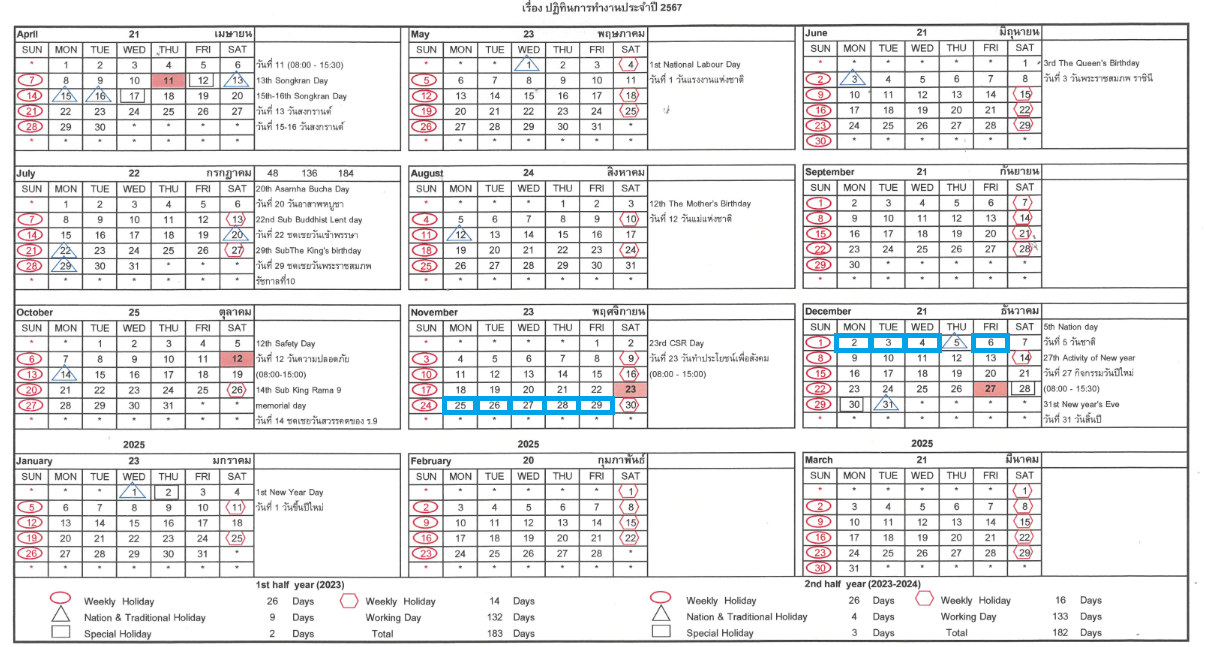 เรื่อง ปฏิทินการทำงานประจำปี 2567
April 21 เมษายน
SUN MON TUE WED THU FRI SAT
* 1 2 3 4 5 6 วันที่ 11 (08:00 - 15:30)
7 8 9 10 11 12 13 13th Songkran Day
14 15 16 17 18 19 20 15th-16th Songkran Day
21 22 23 24 25 26 27 วันที่ 13 วันสงกรานต์
28 29 30 * * * * วันที่ 15-16 วันสงกรานต์
* * * * * * *
May 23 พฤษภาคม
SUN MON TUE WED THU FRI SAT
* * * 1 2 3 4 1st National Labour Day
5 6 7 8 9 10 11 วันที่ 1 วันแรงงานแห่งชาติ
12 13 14 15 16 17 18
19 20 21 22 23 24 25
26 27 28 29 30 31 *
* * * * * * *
June 21 มิถุนายน
SUN MON TUE WED THU FRI SAT
* * * * * * 1 3rd The Queen's Birthday
2 3 4 5 6 7 8 วันที่ 3 วันพระราชสมภพ ราชินี
9 10 11 12 13 14 15
16 17 18 19 20 21 22
23 24 25 26 27 28 29
30 * * * * * *
July 22 กรกฎาคม 48 136 184
SUN MON TUE WED THU FRI SAT 20th Asarnha Bucha Day
* 1 2 3 4 5 6 วันที่ 20 วันอาสาฬหบูชา
7 8 9 10 11 12 13 22nd Sub Buddhist Lent day
14 15 16 17 18 19 20 วันที่ 22 ชดเชยวันเข้าพรรษา
21 22 23 24 25 26 27 29th SubThe King's birthday
28 29 30 31 * * * วันที่ 29 ชดเชยวันพระราชสมภพ
* * * * * * * รัชกาลที่10
August 24 สิงหาคม
SUN MON TUE WED THU FRI SAT
* * * * 1 2 3 12th The Mother's Birthday
4 5 6 7 8 9 10 วันที่ 12 วันแม่แห่งชาติ
11 12 13 14 15 16 17
18 19 20 21 22 23 24
25 26 27 28 29 30 31
* * * * * * *
September 21 กันยายน
SUN MON TUE WED THU FRI SAT
1 2 3 4 5 6 7
8 9 10 11 12 13 14
15 16 17 18 19 20 21
22 23 24 25 26 27 28
29 30 * * * * *
* * * * * * *
October 25 ตุลาคม
SUN MON TUE WED THU FRI SAT
* * 1 2 3 4 5 12th Safety Day
6 7 8 9 10 11 12 วันที่ 12 วันความปลอดภัย
13 14 15 16 17 18 19 (08:00-15:00)
20 21 22 23 24 25 26 14th Sub King Rama 9
27 28 29 30 31 * * memorial day
* * * * * * * วันที่ 14 ชดเชยวันสวรรคตของ ร.9
November 23 พฤศจิกายน
SUN MON TUE WED THU FRI SAT
* * * * * 1 2 23rd CSR Day
3 4 5 6 7 8 9 วันที่ 23 วันทำประโยชน์เพื่อสังคม
10 11 12 13 14 15 16 (08:00 - 15:00)
17 18 19 20 21 22 23
24 25 26 27 28 29 30
* * * * * * *
December 21 ธันวาคม
SUN MON TUE WED THU FRI SAT 5th Nation day
1 2 3 4 5 6 7 วันที่ 5 วันชาติ
8 9 10 11 12 13 14 27th Activity of New year
15 16 17 18 19 20 21 วันที่ 27 กิจกรรมวันปีใหม่
22 23 24 25 26 27 28 (08:00 - 15:30)
29 30 31 * * * * 31st New year's Eve
* * * * * * * วันที่ 31 วันสิ้นปี
2025
January 23 มกราคม
SUN MON TUE WED THU FRI SAT
* * * 1 2 3 4 1st New Year Day
5 6 7 8 9 10 11 วันที่ 1 วันขึ้นปีใหม่
12 13 14 15 16 17 18
19 20 21 22 23 24 25
26 27 28 29 30 31 *
* * * * * * *
2025
February 20 กุมภาพันธ์
SUN MON TUE WED THU FRI SAT
* * * * * * 1
2 3 4 5 6 7 8
9 10 11 12 13 14 15
16 17 18 19 20 21 22
23 24 25 26 27 28 *
* * * * * * *
2025
March 21 มีนาคม
SUN MON TUE WED THU FRI SAT
* * * * * * 1
2 3 4 5 6 7 8
9 10 11 12 13 14 15
16 17 18 19 20 21 22
23 24 25 26 27 28 29
30 31 * * * * *
1st half year (2023)
Weekly Holiday 26 Days Weekly Holiday 14 Days
Nation & Traditional Holiday 9 Days Working Day 132 Days
Special Holiday 2 Days Total 183 Days
2nd half year (2023-2024)
Weekly Holiday 26 Days Weekly Holiday 16 Days
Nation & Traditional Holiday 4 Days Working Day 133 Days
Special Holiday 3 Days Total 182 Days